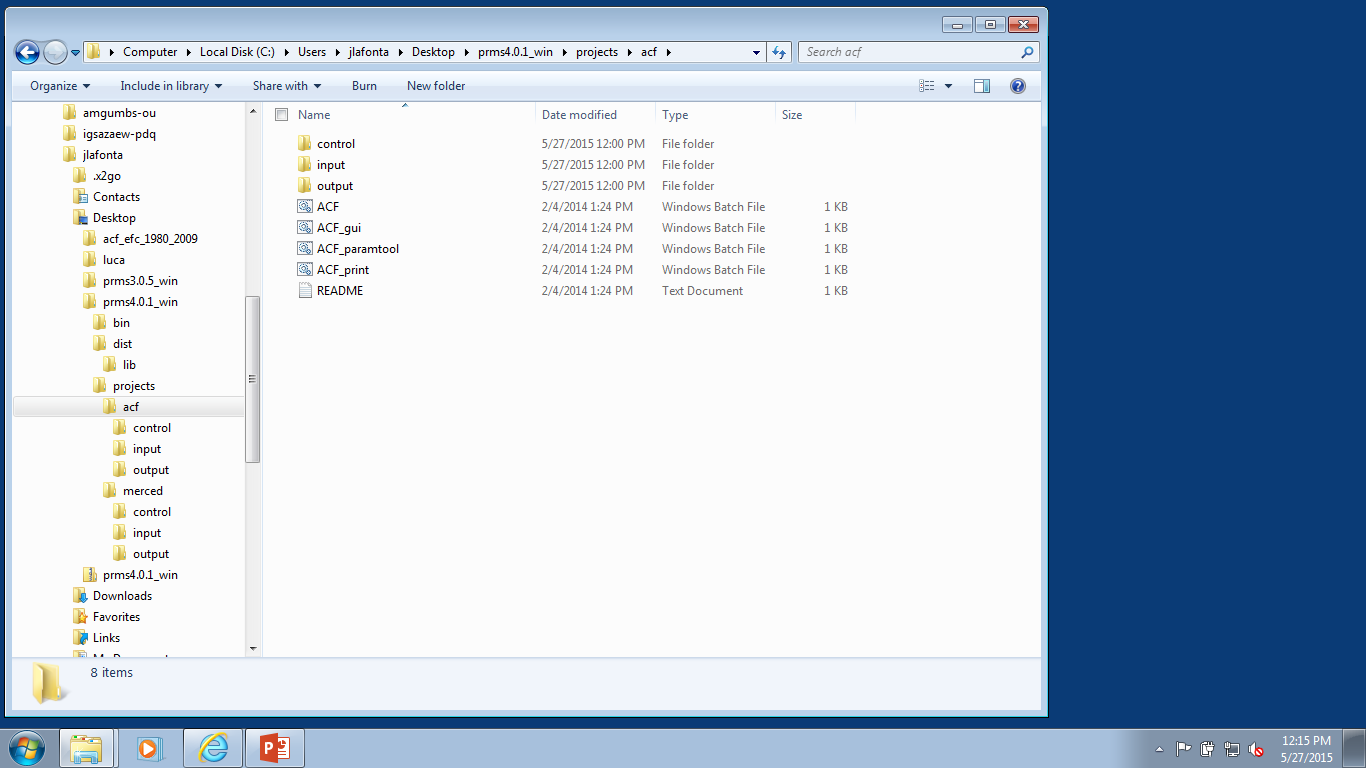 Computer Local Disk (C:) Users jlafonta Desktop prms4.0.1_win projects acf Search acf
Organize Include in library Share with Burn New folder
amgumbs-ou
igsazaew-pdq
jlafonta
.x2go
Contacts
Desktop
acf_efc_1980_2009
luca
prms3.0.5_win
prms4.0.1_win
bin
dist
lib
projects
acf
control
input
output
merced
control
input
output
prms4.0.1_win
Downloads
Favorites
Links
Name Date modified Type Size
control 5/27/2015 12:00 PM File folder
input 5/27/2015 12:00 PM File folder
output 5/27/2015 12:00 PM File folder
ACF 2/4/2014 1:24 PM Windows Batch File 1 KB
ACF_gui 2/4/2014 1:24 PM Windows Batch File 1 KB
ACF_paramtool 2/4/2014 1:24 PM Windows Batch File 1 KB
ACF_print 2/4/2014 1:24 PM Windows Batch File 1 KB
README 2/4/2014 1:24 PM Text Document 1 KB
8 items
12:15 PM
5/27/2015